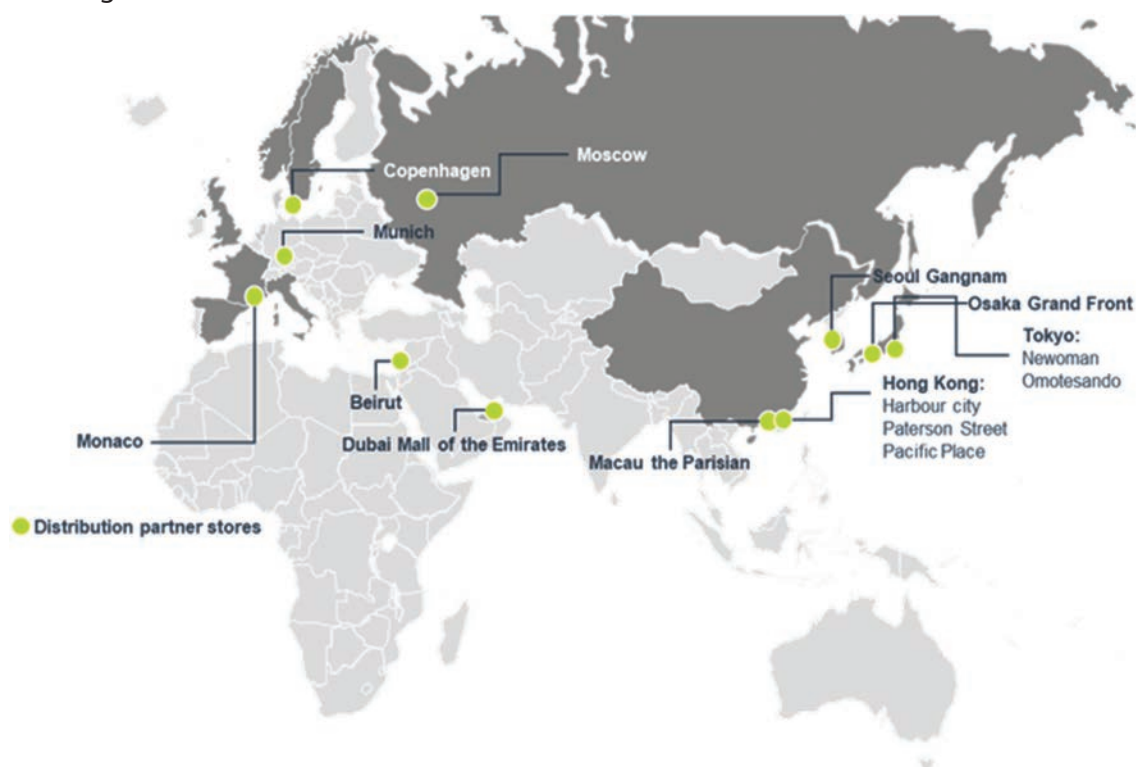 Moscow
Copenhagen
Munich
Seoul Gangnam
Osaka Grand Front
Tokyo:
Newoman
Omotesando
Hong Kong:
Harbour city
Paterson Street
Pacific Place
Beirut
Monaco
Dubai Mall of the Emirates
Macau the Parisian
Distribution partner stores